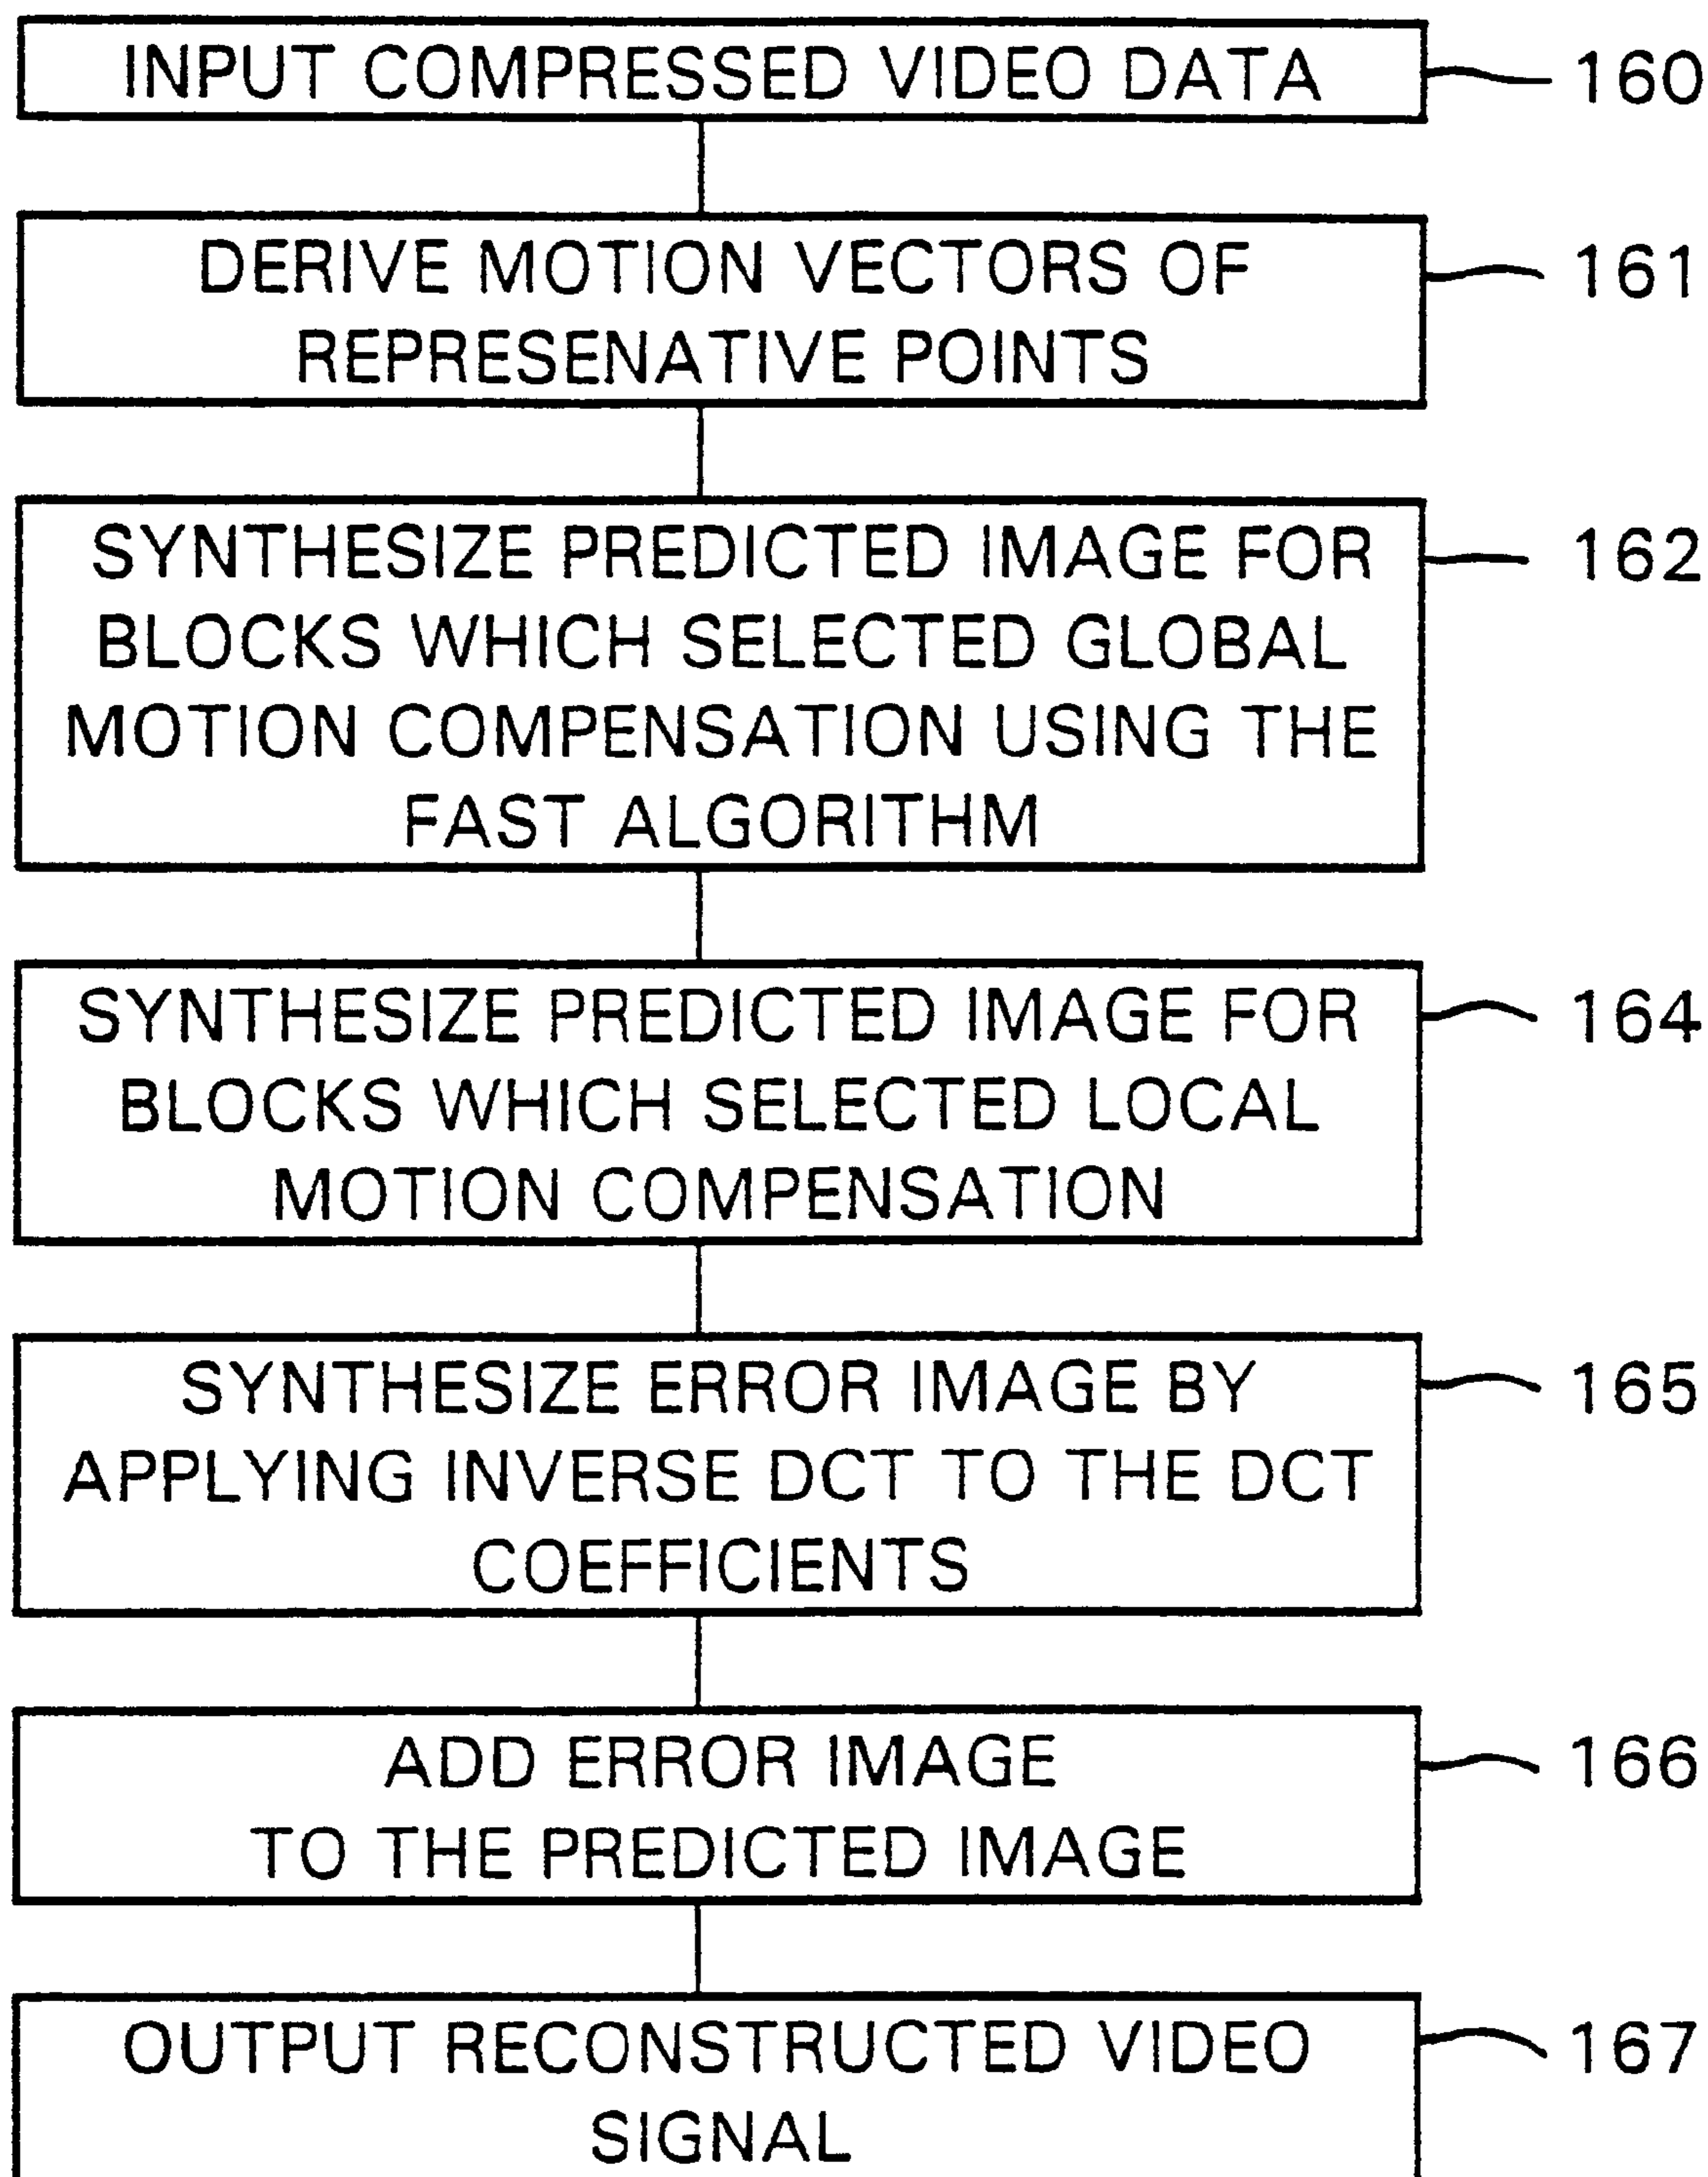 INPUT COMPRESSED VIDEO DATA 160
DERIVE MOTION VECTORS OF 161
REPRESENATIVE POINTS
SYNTHESIZE PREDICTED IMAGE FOR 162
BLOCKS WHICH SELECTED GLOBAL
MOTION COMPENSATION USING THE
FAST ALGORITHM
SYNTHESIZE PREDICTED IMAGE FOR 164
BLOCKS WHICH SELECTED LOCAL
MOTION COMPENSATION
SYNTHESIZE ERROR IMAGE BY 165
APPLYING INVERSE DCT TO THE DCT
COEFFICIENTS
ADD ERROR IMAGE 166
TO THE PREDICTED IMAGE
OUTPUT RECONSTRUCTED VIDEO 167
SIGNAL